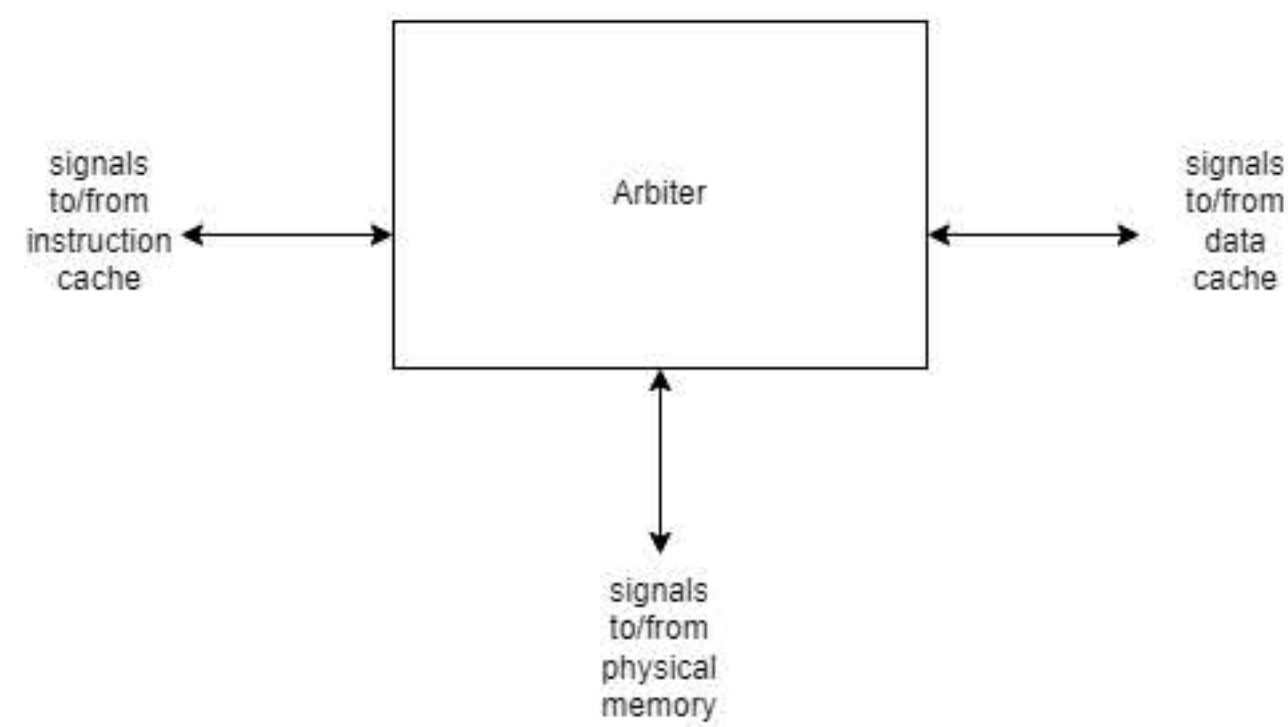 signals
to/from
instruction
cache
Arbiter
signals
to/from
data
cache
signals
to/from
physical
memory